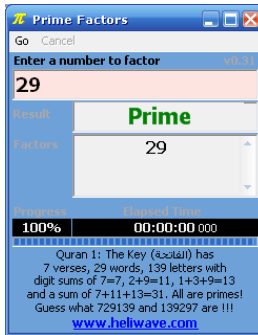 π Prime Factors
Go Cancel
Enter a number to factor v0.31
29
Result Prime
Factors 29
Progress Elapsed Time
100% 00:00:00 000
Quran 1: The Key (الفاتحة) has
7 verses, 29 words, 139 letters with
digit sums of 7=7, 2+9=11, 1+3+9=13
and a sum of 7+11+13=31. All are primes!
Guess what 729139 and 139297 are !!!
www.heliwave.com